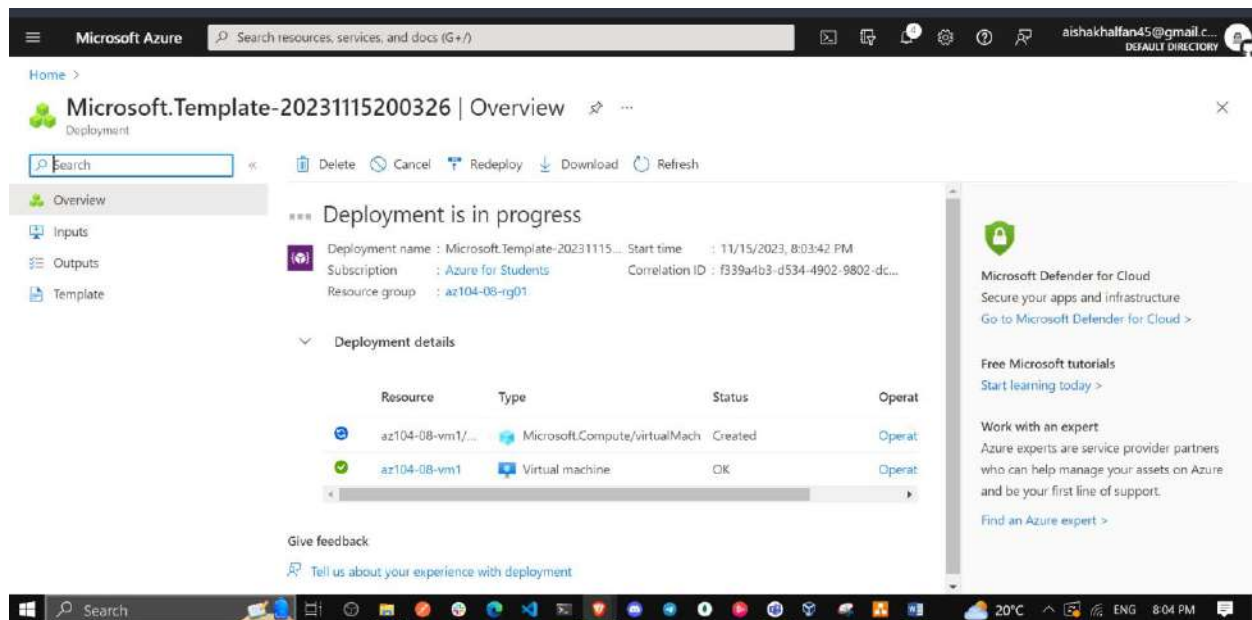 Microsoft Azure
Search resources, services, and docs (G+/)
4
aishakhalfan45@gmail.c...
DEFAULT DIRECTORY
Home >
Microsoft.Template-20231115200326 | Overview
Deployment
Search
Delete Cancel Redeploy Download Refresh
Overview
Inputs
Outputs
Template
Deployment is in progress
Deployment name : Microsoft.Template-20231115... Start time : 11/15/2023, 8:03:42 PM
Subscription : Azure for Students Correlation ID : f339a4b3-d534-4902-9802-dc...
Resource group : az104-08-rg01
Deployment details
Resource Type Status Operat
az104-08-vm1/... Microsoft.Compute/virtualMach Created Operat
az104-08-vm1 Virtual machine OK Operat
Give feedback
Tell us about your experience with deployment
Microsoft Defender for Cloud
Secure your apps and infrastructure
Go to Microsoft Defender for Cloud >
Free Microsoft tutorials
Start learning today >
Work with an expert
Azure experts are service provider partners
who can help manage your assets on Azure
and be your first line of support.
Find an Azure expert >
Search
20°C ENG 8:04 PM